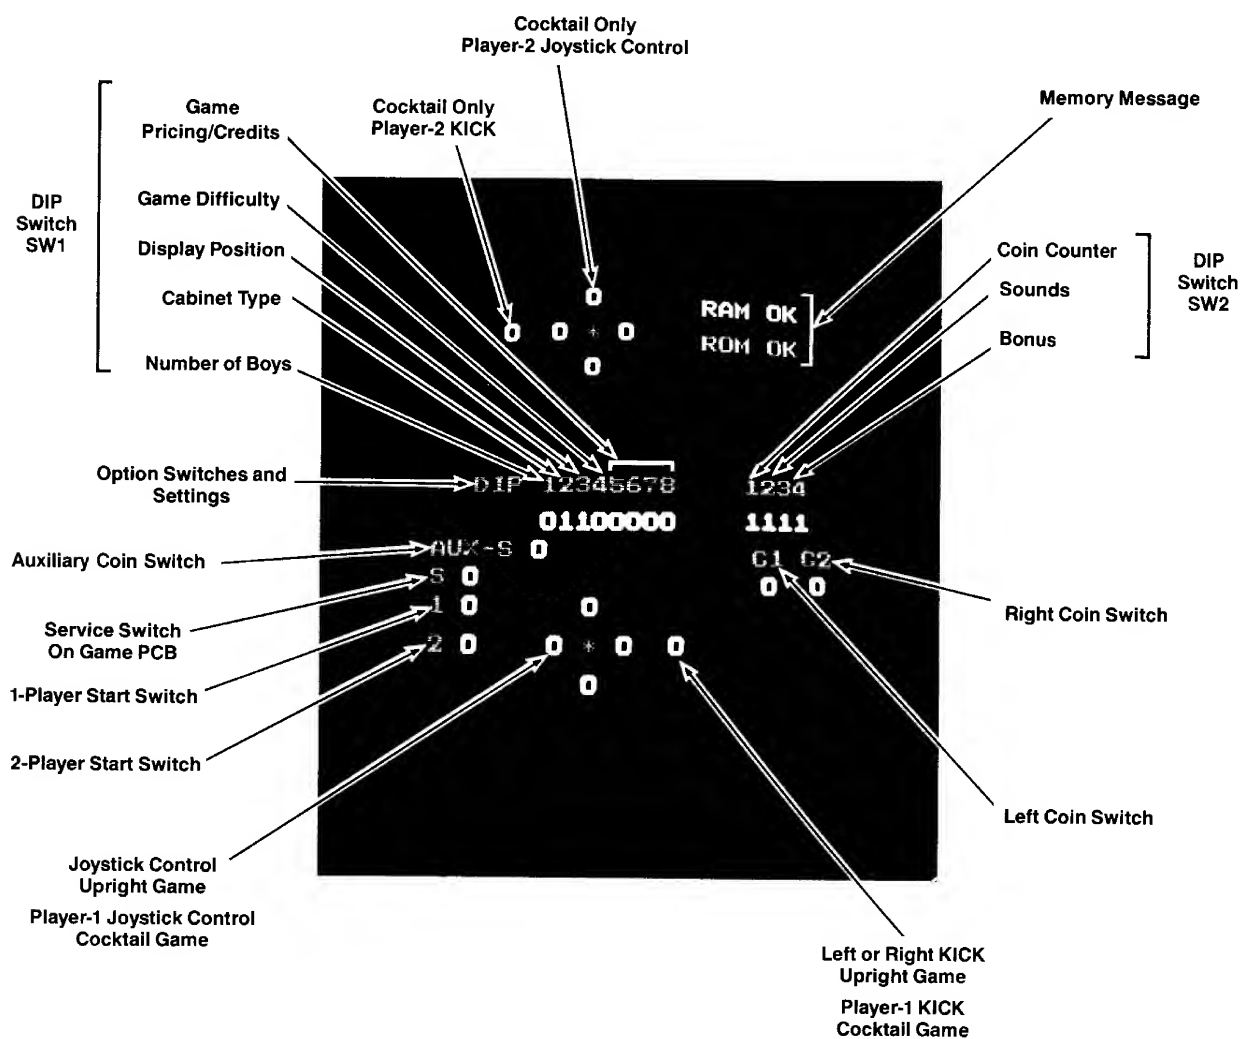 Cocktail Only
Player-2 Joystick Control
Cocktail Only
Player-2 KICK
Memory Message
Game
Pricing/Credits
DIP
Switch
SW1
Game Difficulty
Display Position
Cabinet Type
Number of Boys
Coin Counter
Sounds
Bonus
DIP
Switch
SW2
0
0 0 * 0
0
RAM OK
ROM OK
Option Switches and
Settings
DIP 12345678 1234
01100000 1111
Auxiliary Coin Switch
AUX-S 0
S 0
1 0
2 0
C1 C2
0 0
Right Coin Switch
Service Switch
On Game PCB
1-Player Start Switch
2-Player Start Switch
0
0 * 0 0
0
Left Coin Switch
Joystick Control
Upright Game
Player-1 Joystick Control
Cocktail Game
Left or Right KICK
Upright Game
Player-1 KICK
Cocktail Game